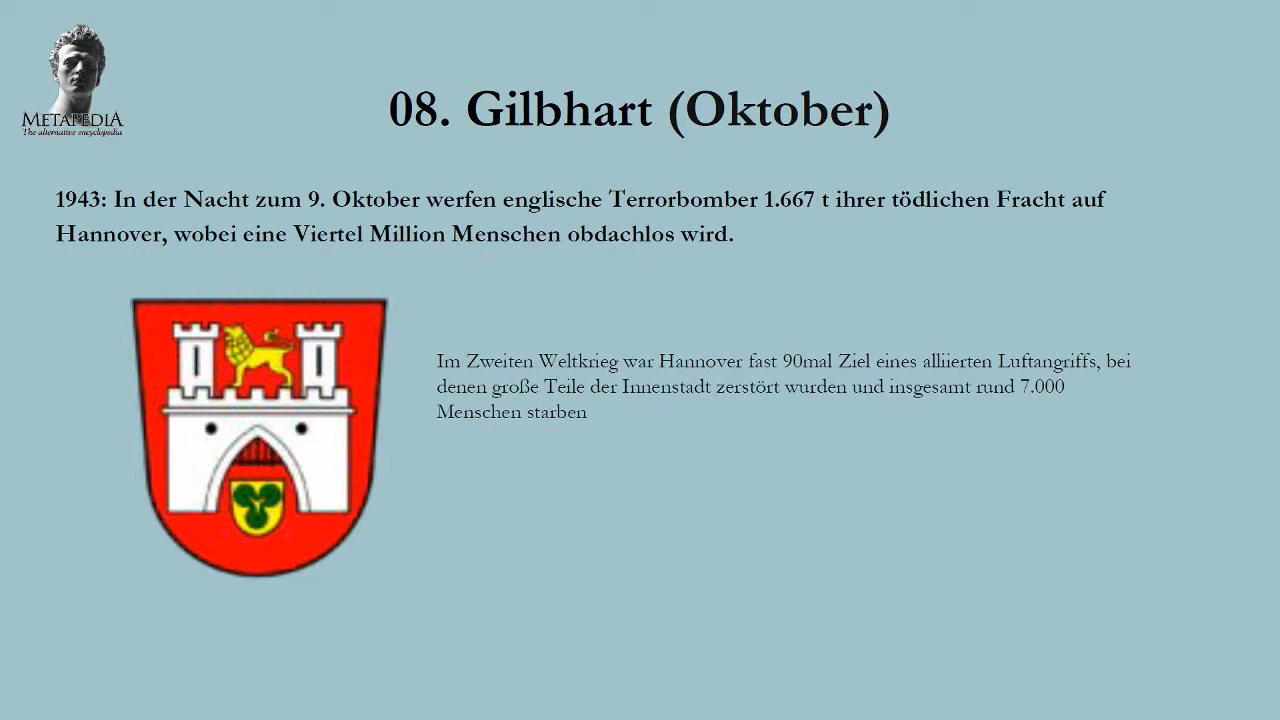 METAPEDIA
The alternative encyclopedia
08. Gilbhart (Oktober)
1943: In der Nacht zum 9. Oktober werfen englische Terrorbomber 1.667 t ihrer tödlichen Fracht auf
Hannover, wobei eine Viertel Million Menschen obdachlos wird.
Im Zweiten Weltkrieg war Hannover fast 90mal Ziel eines alliierten Luftangriffs, bei
denen große Teile der Innenstadt zerstört wurden und insgesamt rund 7.000
Menschen starben